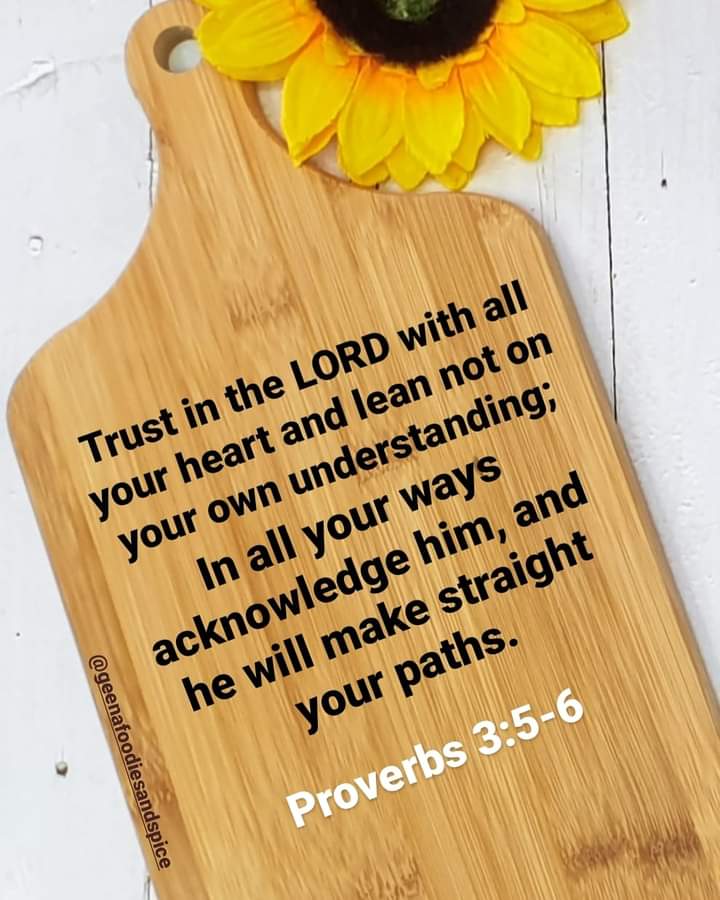 Trust in the LORD with all
your heart and lean not on
your own understanding;
In all your ways
acknowledge him, and
he will make straight
your paths.
Proverbs 3:5-6
@geenafoodiesandspice